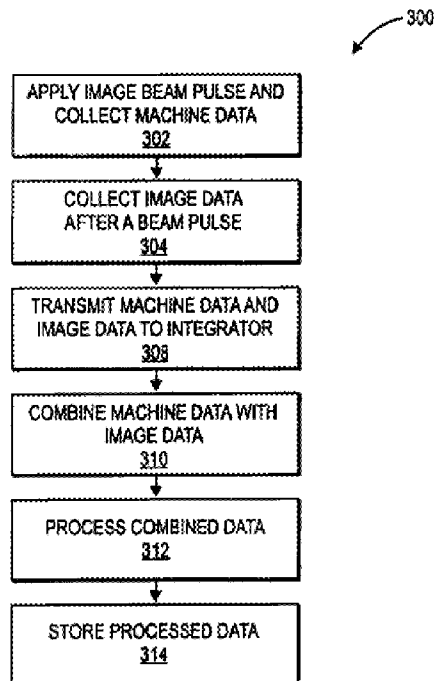 300
APPLY IMAGE BEAM PULSE AND
COLLECT MACHINE DATA
302
COLLECT IMAGE DATA
AFTER A BEAM PULSE
304
TRANSMIT MACHINE DATA AND
IMAGE DATA TO INTEGRATOR
308
COMBINE MACHINE DATA WITH
IMAGE DATA
310
PROCESS COMBINED DATA
312
STORE PROCESSED DATA
314